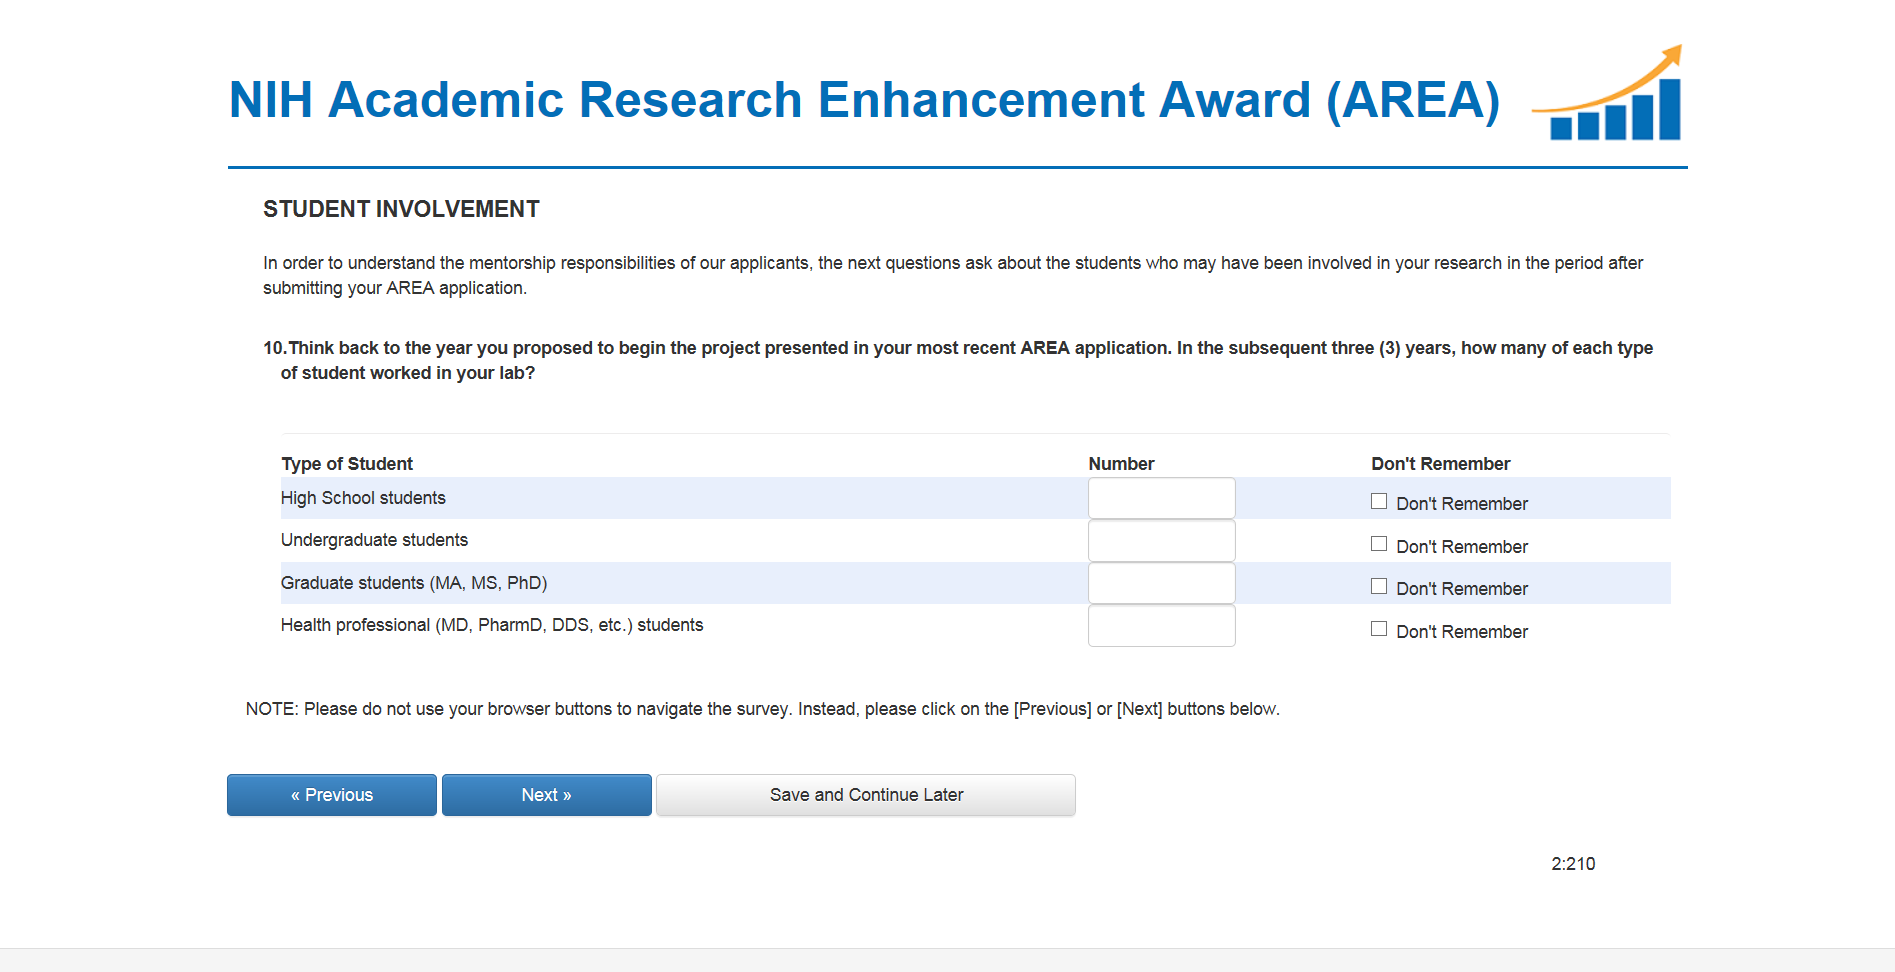 NIH Academic Research Enhancement Award (AREA)
STUDENT INVOLVEMENT
In order to understand the mentorship responsibilities of our applicants, the next questions ask about the students who may have been involved in your research in the period after
submitting your AREA application.
10.Think back to the year you proposed to begin the project presented in your most recent AREA application. In the subsequent three (3) years, how many of each type
of student worked in your lab?
Type of Student Number Don't Remember
High School students Don't Remember
Undergraduate students Don't Remember
Graduate students (MA, MS, PhD) Don't Remember
Health professional (MD, PharmD, DDS, etc.) students Don't Remember
NOTE: Please do not use your browser buttons to navigate the survey. Instead, please click on the [Previous] or [Next] buttons below.
« Previous Next » Save and Continue Later
2:210